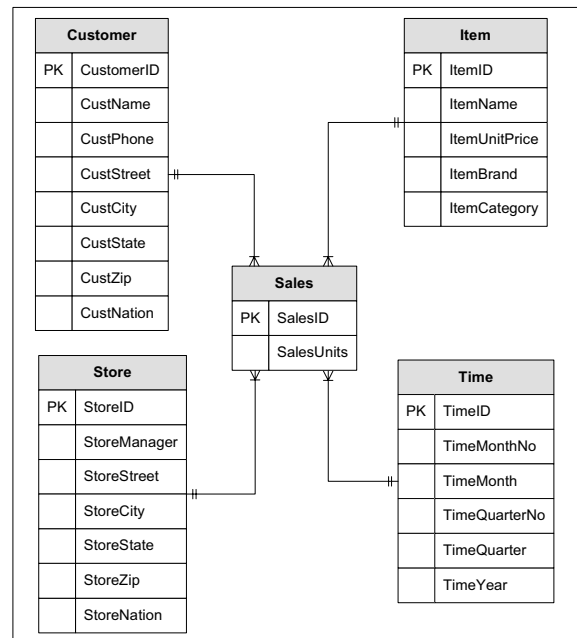 Customer
PK CustomerID
CustName
CustPhone
CustStreet
CustCity
CustState
CustZip
CustNation
Item
PK ItemID
ItemName
ItemUnitPrice
ItemBrand
ItemCategory
Sales
PK SalesID
SalesUnits
Store
PK StoreID
StoreManager
StoreStreet
StoreCity
StoreState
StoreZip
StoreNation
Time
PK TimeID
TimeMonthNo
TimeMonth
TimeQuarterNo
TimeQuarter
TimeYear